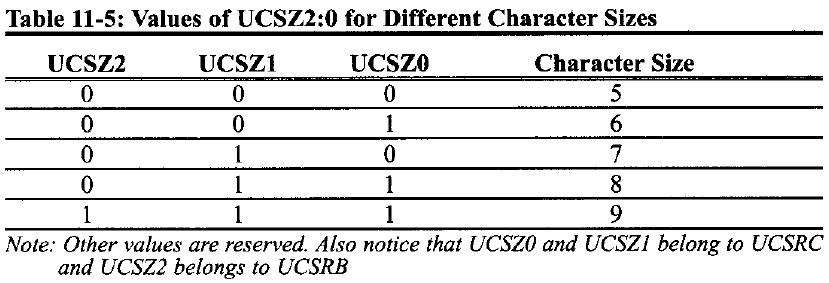 Table 11-5: Values of UCSZ2:0 for Different Character Sizes
UCSZ2 UCSZ1 UCSZ0 Character Size
0 0 0 5
0 0 1 6
0 1 0 7
0 1 1 8
1 1 1 9
Note: Other values are reserved. Also notice that UCSZ0 and UCSZ1 belong to UCSRC
and UCSZ2 belongs to UCSRB